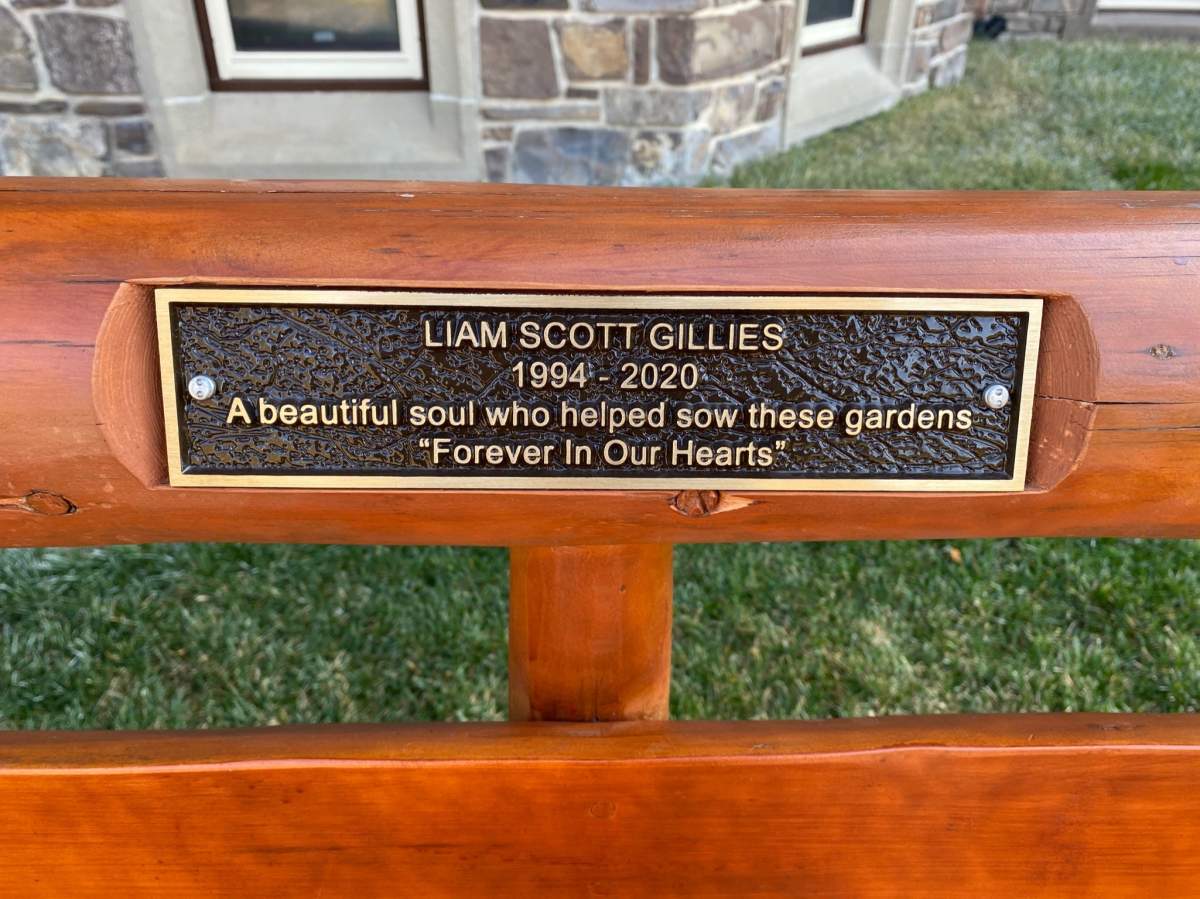 LIAM SCOTT GILLIES
1994 - 2020
A beautiful soul who helped sow these gardens
“Forever In Our Hearts”